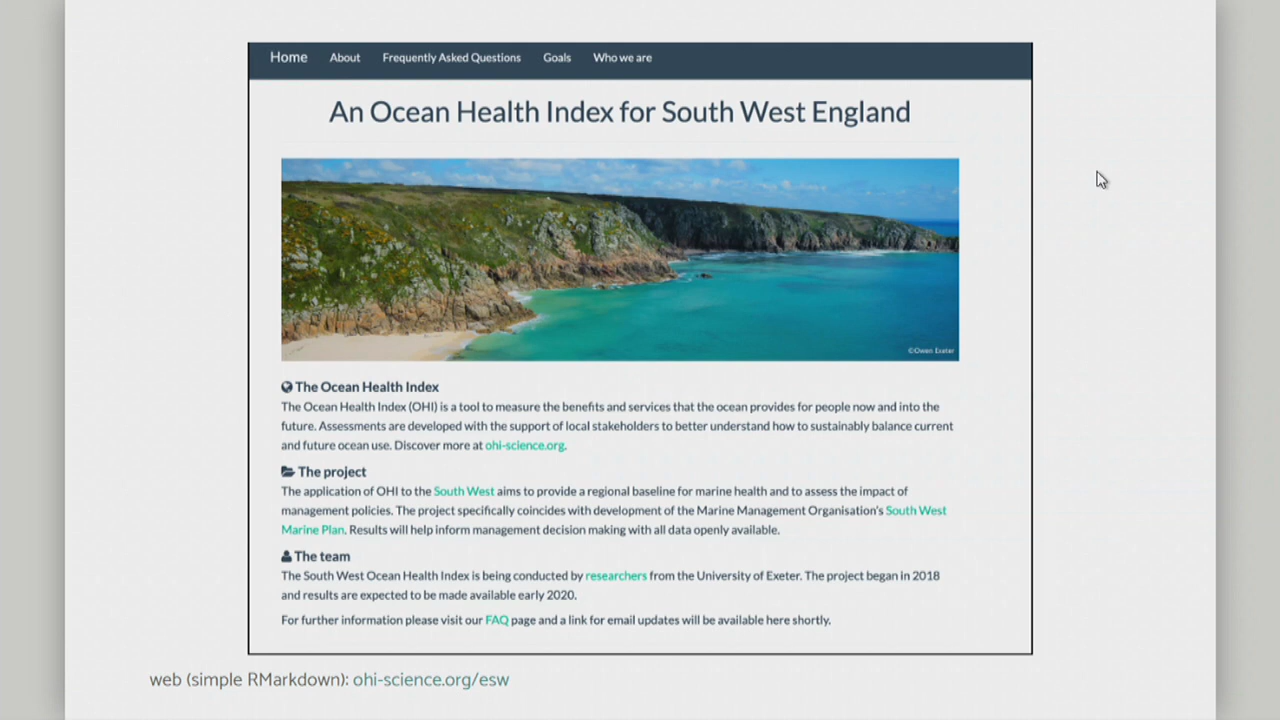 Home About Frequently Asked Questions Goals Who we are
An Ocean Health Index for South West England
©Owen Exeter
The Ocean Health Index
The Ocean Health Index (OHI) is a tool to measure the benefits and services that the ocean provides for people now and into the
future. Assessments are developed with the support of local stakeholders to better understand how to sustainably balance current
and future ocean use. Discover more at ohi-science.org.
The project
The application of OHI to the South West aims to provide a regional baseline for marine health and to assess the impact of
management policies. The project specifically coincides with development of the Marine Management Organisation's South West
Marine Plan. Results will help inform management decision making with all data openly available.
The team
The South West Ocean Health Index is being conducted by researchers from the University of Exeter. The project began in 2018
and results are expected to be made available early 2020.
For further information please visit our FAQ page and a link for email updates will be available here shortly.
web (simple RMarkdown): ohi-science.org/esw